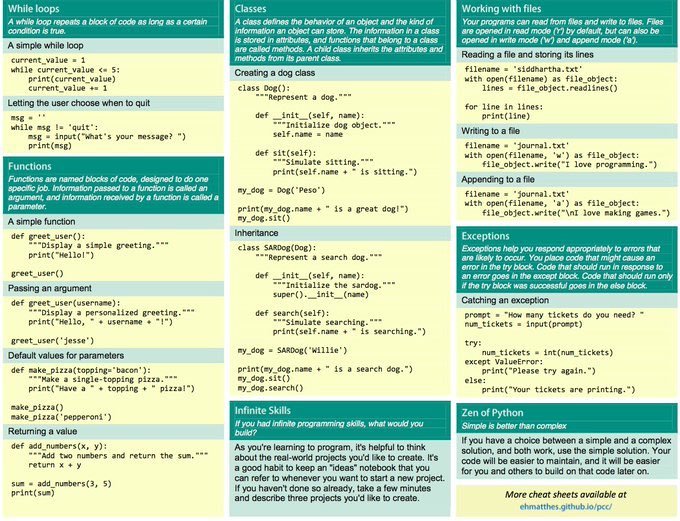 While loops
A while loop repeats a block of code as long as a certain
condition is true.
A simple while loop
current_value = 1
while current_value <= 5:
    print(current_value)
    current_value += 1
Letting the user choose when to quit
msg = ''
while msg != 'quit':
    msg = input("What's your message? ")
    print(msg)
Functions
Functions are named blocks of code, designed to do one
specific job. Information passed to a function is called an
argument, and information received by a function is called a
parameter.
A simple function
def greet_user():
    """Display a simple greeting."""
    print("Hello!")
greet_user()
Passing an argument
def greet_user(username):
    """Display a personalized greeting."""
    print("Hello, " + username + "!")
greet_user('jesse')
Default values for parameters
def make_pizza(topping='bacon'):
    """Make a single-topping pizza."""
    print("Have a " + topping + " pizza!")
make_pizza()
make_pizza('pepperoni')
Returning a value
def add_numbers(x, y):
    """Add two numbers and return the sum."""
    return x + y
sum = add_numbers(3, 5)
print(sum)
Classes
A class defines the behavior of an object and the kind of
information an object can store. The information in a class
is stored in attributes, and functions that belong to a class
are called methods. A child class inherits the attributes and
methods from its parent class.
Creating a dog class
class Dog():
    """Represent a dog."""
    def __init__(self, name):
        """Initialize dog object."""
        self.name = name
    def sit(self):
        """Simulate sitting."""
        print(self.name + " is sitting.")
my_dog = Dog('Peso')
print(my_dog.name + " is a great dog!")
my_dog.sit()
Inheritance
class SARDog(Dog):
    """Represent a search dog."""
    def __init__(self, name):
        """Initialize the sardog."""
        super().__init__(name)
    def search(self):
        """Simulate searching."""
        print(self.name + " is searching.")
my_dog = SARDog('Willie')
print(my_dog.name + " is a search dog.")
my_dog.sit()
my_dog.search()
Infinite Skills
If you had infinite programming skills, what would you
build?
As you're learning to program, it's helpful to think
about the real-world projects you'd like to create. It's
a good habit to keep an "ideas" notebook that you
can refer to whenever you want to start a new project.
If you haven't done so already, take a few minutes
and describe three projects you'd like to create.
Working with files
Your programs can read from files and write to files. Files
are opened in read mode ('r') by default, but can also be
opened in write mode ('w') and append mode ('a').
Reading a file and storing its lines
filename = 'siddhartha.txt'
with open(filename) as file_object:
    lines = file_object.readlines()
for line in lines:
    print(line)
Writing to a file
filename = 'journal.txt'
with open(filename, 'w') as file_object:
    file_object.write("I love programming.")
Appending to a file
filename = 'journal.txt'
with open(filename, 'a') as file_object:
    file_object.write("\nI love making games.")
Exceptions
Exceptions help you respond appropriately to errors that
are likely to occur. You place code that might cause an
error in the try block. Code that should run in response to
an error goes in the except block. Code that should run only
if the try block was successful goes in the else block.
Catching an exception
prompt = "How many tickets do you need? "
num_tickets = input(prompt)
try:
    num_tickets = int(num_tickets)
except ValueError:
    print("Please try again.")
else:
    print("Your tickets are printing.")
Zen of Python
Simple is better than complex
If you have a choice between a simple and a complex
solution, and both work, use the simple solution. Your
code will be easier to maintain, and it will be easier
for you and others to build on that code later on.
More cheat sheets available at
ehmatthes.github.io/pcc/